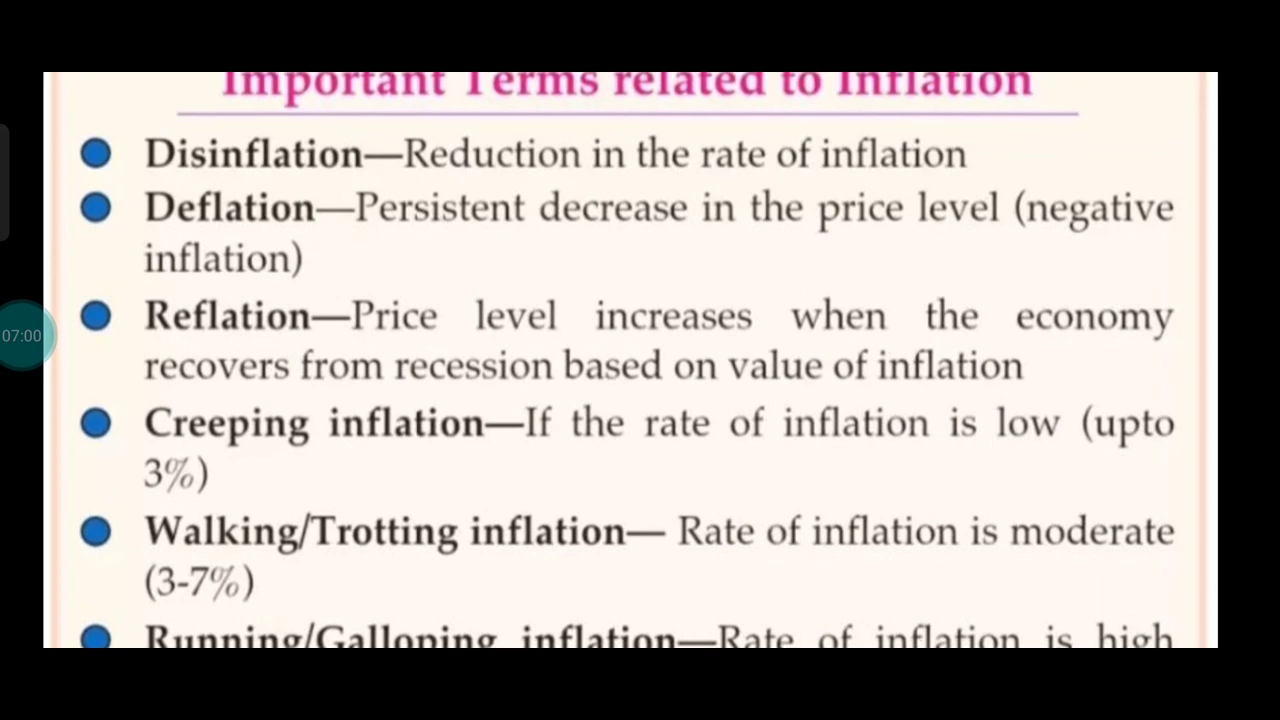 Important Terms related to Inflation
Disinflation—Reduction in the rate of inflation
Deflation—Persistent decrease in the price level (negative
inflation)
Reflation—Price level increases when the economy
recovers from recession based on value of inflation
Creeping inflation—If the rate of inflation is low (upto
3%)
07:00
Walking/Trotting inflation— Rate of inflation is moderate
(3-7%)
Running/Galloping inflation—Rate of inflation is high